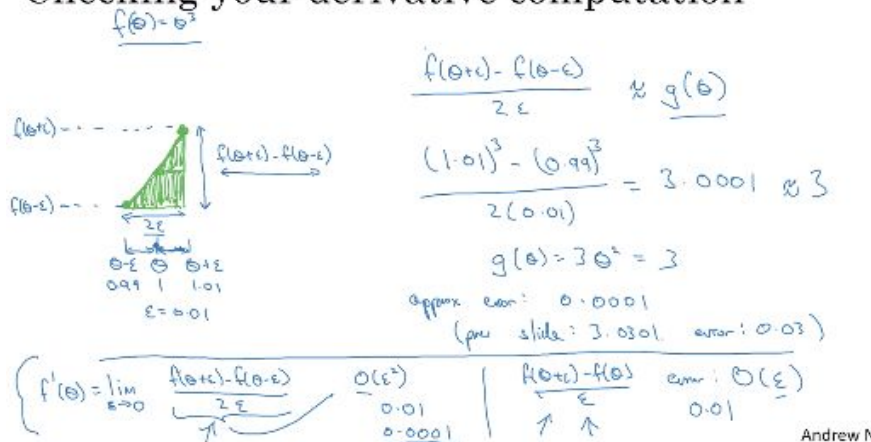 Checking your derivative computation
f(θ) = θ³
f(θ+ε)
f(θ+ε) - f(θ-ε)
f(θ-ε)
2ε
θ-ε θ θ+ε
0.99 1 1.01
ε = 0.01
f(θ+ε) - f(θ-ε) / 2ε ≈ g(θ)
(1.01)³ - (0.99)³ / 2(0.01) = 3.0001 ≈ 3
g(θ) = 3θ² = 3
approx error: 0.0001
(prev slide: 3.0301 error: 0.03)
f'(θ) = lim ε→0 f(θ+ε) - f(θ-ε) / 2ε O(ε²)
0.01
0.0001
f(θ+ε) - f(θ) / ε error: O(ε)
0.01
Andrew N